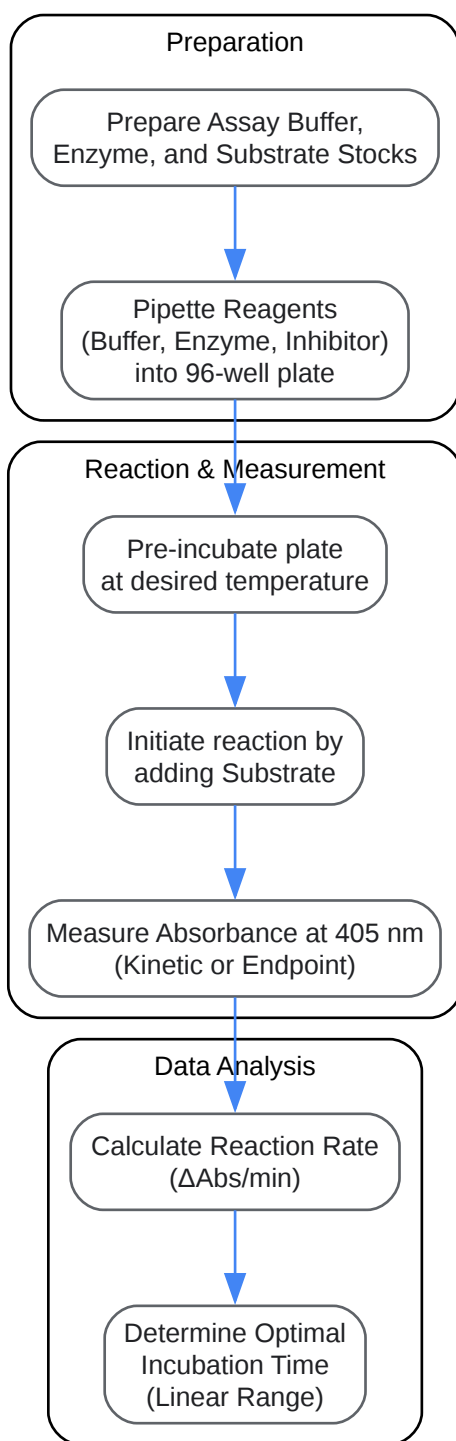 Preparation
Prepare Assay Buffer,
Enzyme, and Substrate Stocks
Pipette Reagents
(Buffer, Enzyme, Inhibitor)
into 96-well plate
Reaction & Measurement
Pre-incubate plate
at desired temperature
Initiate reaction by
adding Substrate
Measure Absorbance at 405 nm
(Kinetic or Endpoint)
Data Analysis
Calculate Reaction Rate
(ΔAbs/min)
Determine Optimal
Incubation Time
(Linear Range)